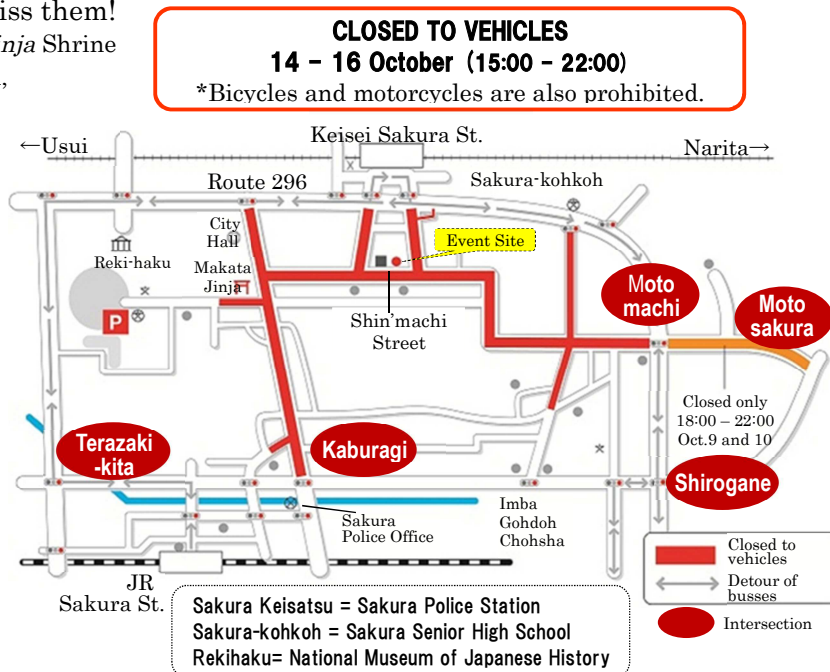 iss them!
nja Shrine
CLOSED TO VEHICLES
14 – 16 October (15:00 – 22:00)
*Bicycles and motorcycles are also prohibited.
←Usui
Keisei Sakura St.
Narita→
Route 296
Sakura-kohkoh
City
Hall
Event Site
Reki-haku
Makata
Jinja
P
Shin'machi
Street
Moto
machi
Moto
sakura
Closed only
18:00 – 22:00
Oct.9 and 10
Terazaki
-kita
Kaburagi
Shirogane
Sakura
Police Office
Imba
Gohdoh
Chohsha
JR
Sakura St.
Closed to
vehicles
Detour of
busses
Intersection
Sakura Keisatsu = Sakura Police Station
Sakura-kohkoh = Sakura Senior High School
Rekihaku= National Museum of Japanese History